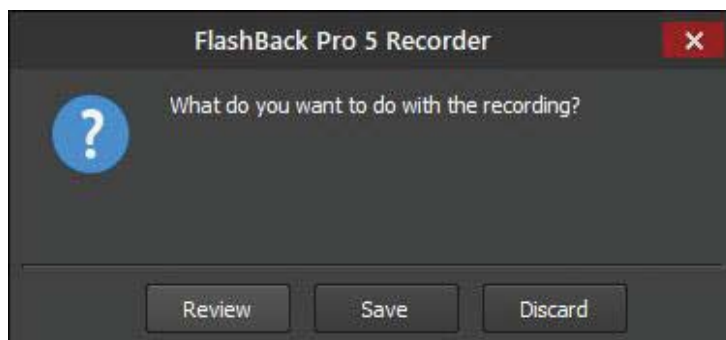 FlashBack Pro 5 Recorder
What do you want to do with the recording?
Review Save Discard